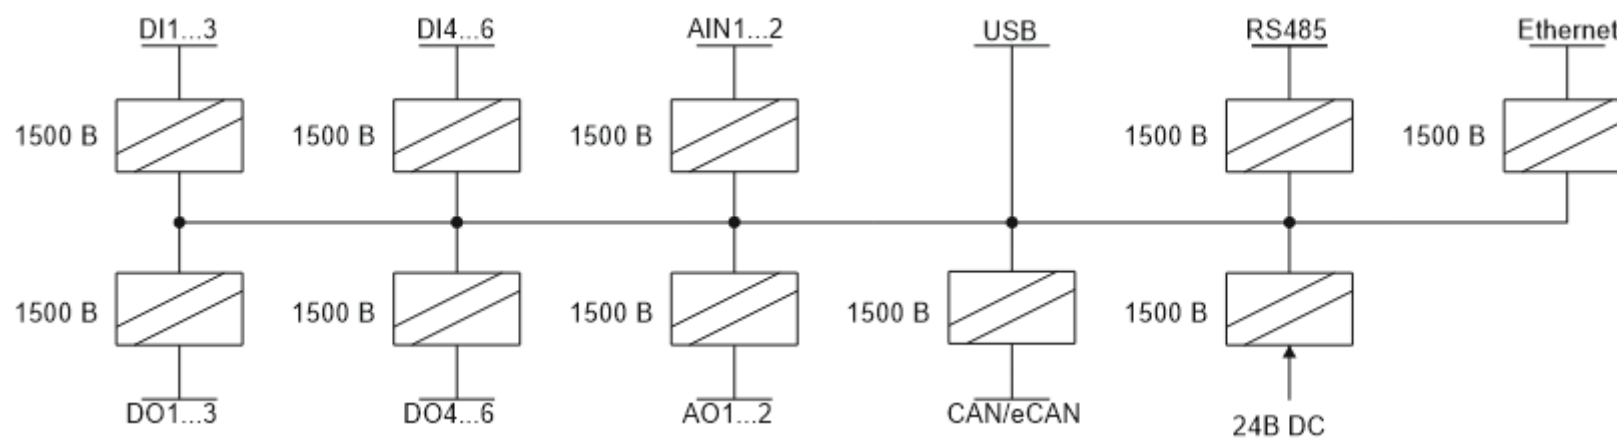 DI1...3 DI4...6 AIN1...2 USB RS485 Ethernet
1500 В 1500 В 1500 В 1500 В 1500 В
1500 В 1500 В 1500 В 1500 В 1500 В
DO1...3 DO4...6 AO1...2 CAN/eCAN 24В DC